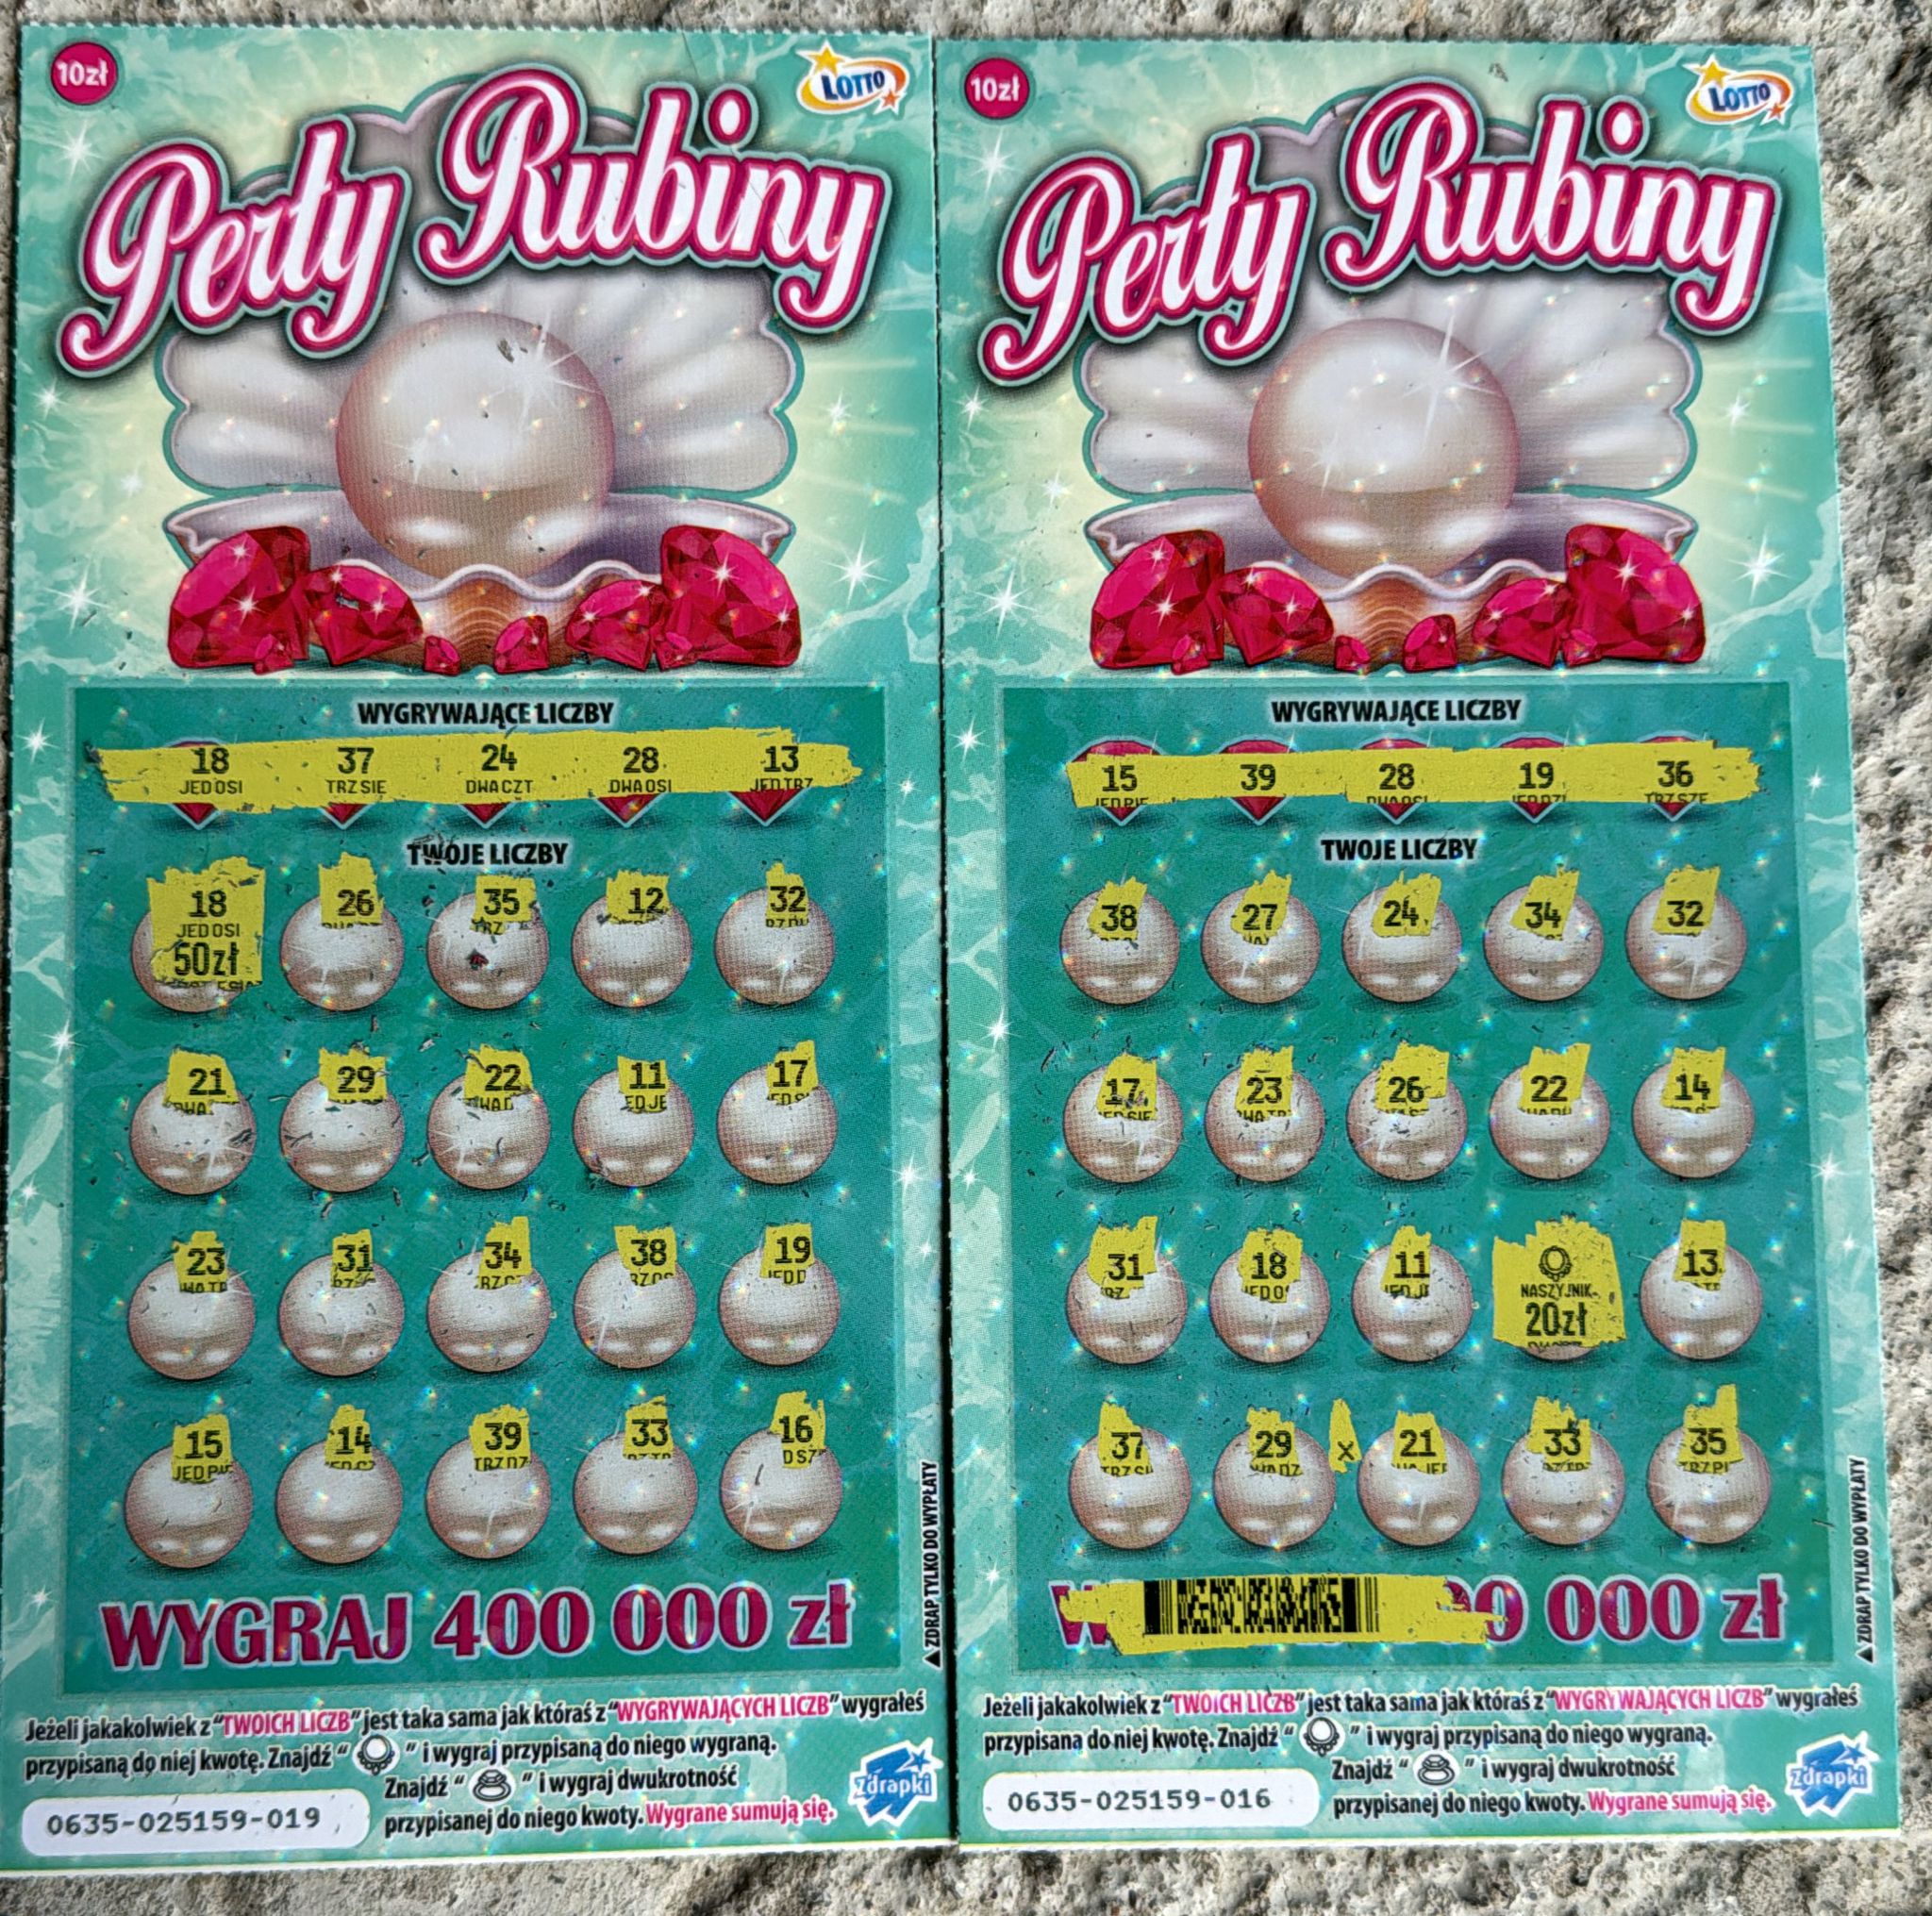 10zł
LOTTO
Perły Rubiny
WYGRYWAJĄCE LICZBY
18 37 24 28 13
JEDOSI TRZSIE DWACZT DWAOSI JEDTRZ
TWOJE LICZBY
18 26 35 12 32
JEDOSI
50zł
21 29 22 11 17
23 31 34 38 19
15 14 39 33 16
WYGRAJ 400 000 zł
▲ZDRAP TYLKO DO WYPŁATY
Jeżeli jakakolwiek z "TWOICH LICZB" jest taka sama jak któraś z "WYGRYWAJĄCYCH LICZB" wygrałeś
przypisaną do niej kwotę. Znajdź " " i wygraj przypisaną do niego wygraną.
Znajdź " " i wygraj dwukrotność
przypisanej do niego kwoty. Wygrane sumują się.
0635-025159-019
Zdrapki
10zł
LOTTO
Perły Rubiny
WYGRYWAJĄCE LICZBY
15 39 28 19 36
TWOJE LICZBY
38 27 24 34 32
17 23 26 22 14
31 18 11 13
NASZYJNIK
20zł
37 29 x 21 33 35
000 zł
▲ZDRAP TYLKO DO WYPŁATY
Jeżeli jakakolwiek z "TWOICH LICZB" jest taka sama jak któraś z "WYGRYWAJĄCYCH LICZB" wygrałeś
przypisaną do niej kwotę. Znajdź " " i wygraj przypisaną do niego wygraną.
Znajdź " " i wygraj dwukrotność
przypisanej do niego kwoty. Wygrane sumują się.
0635-025159-016
Zdrapki